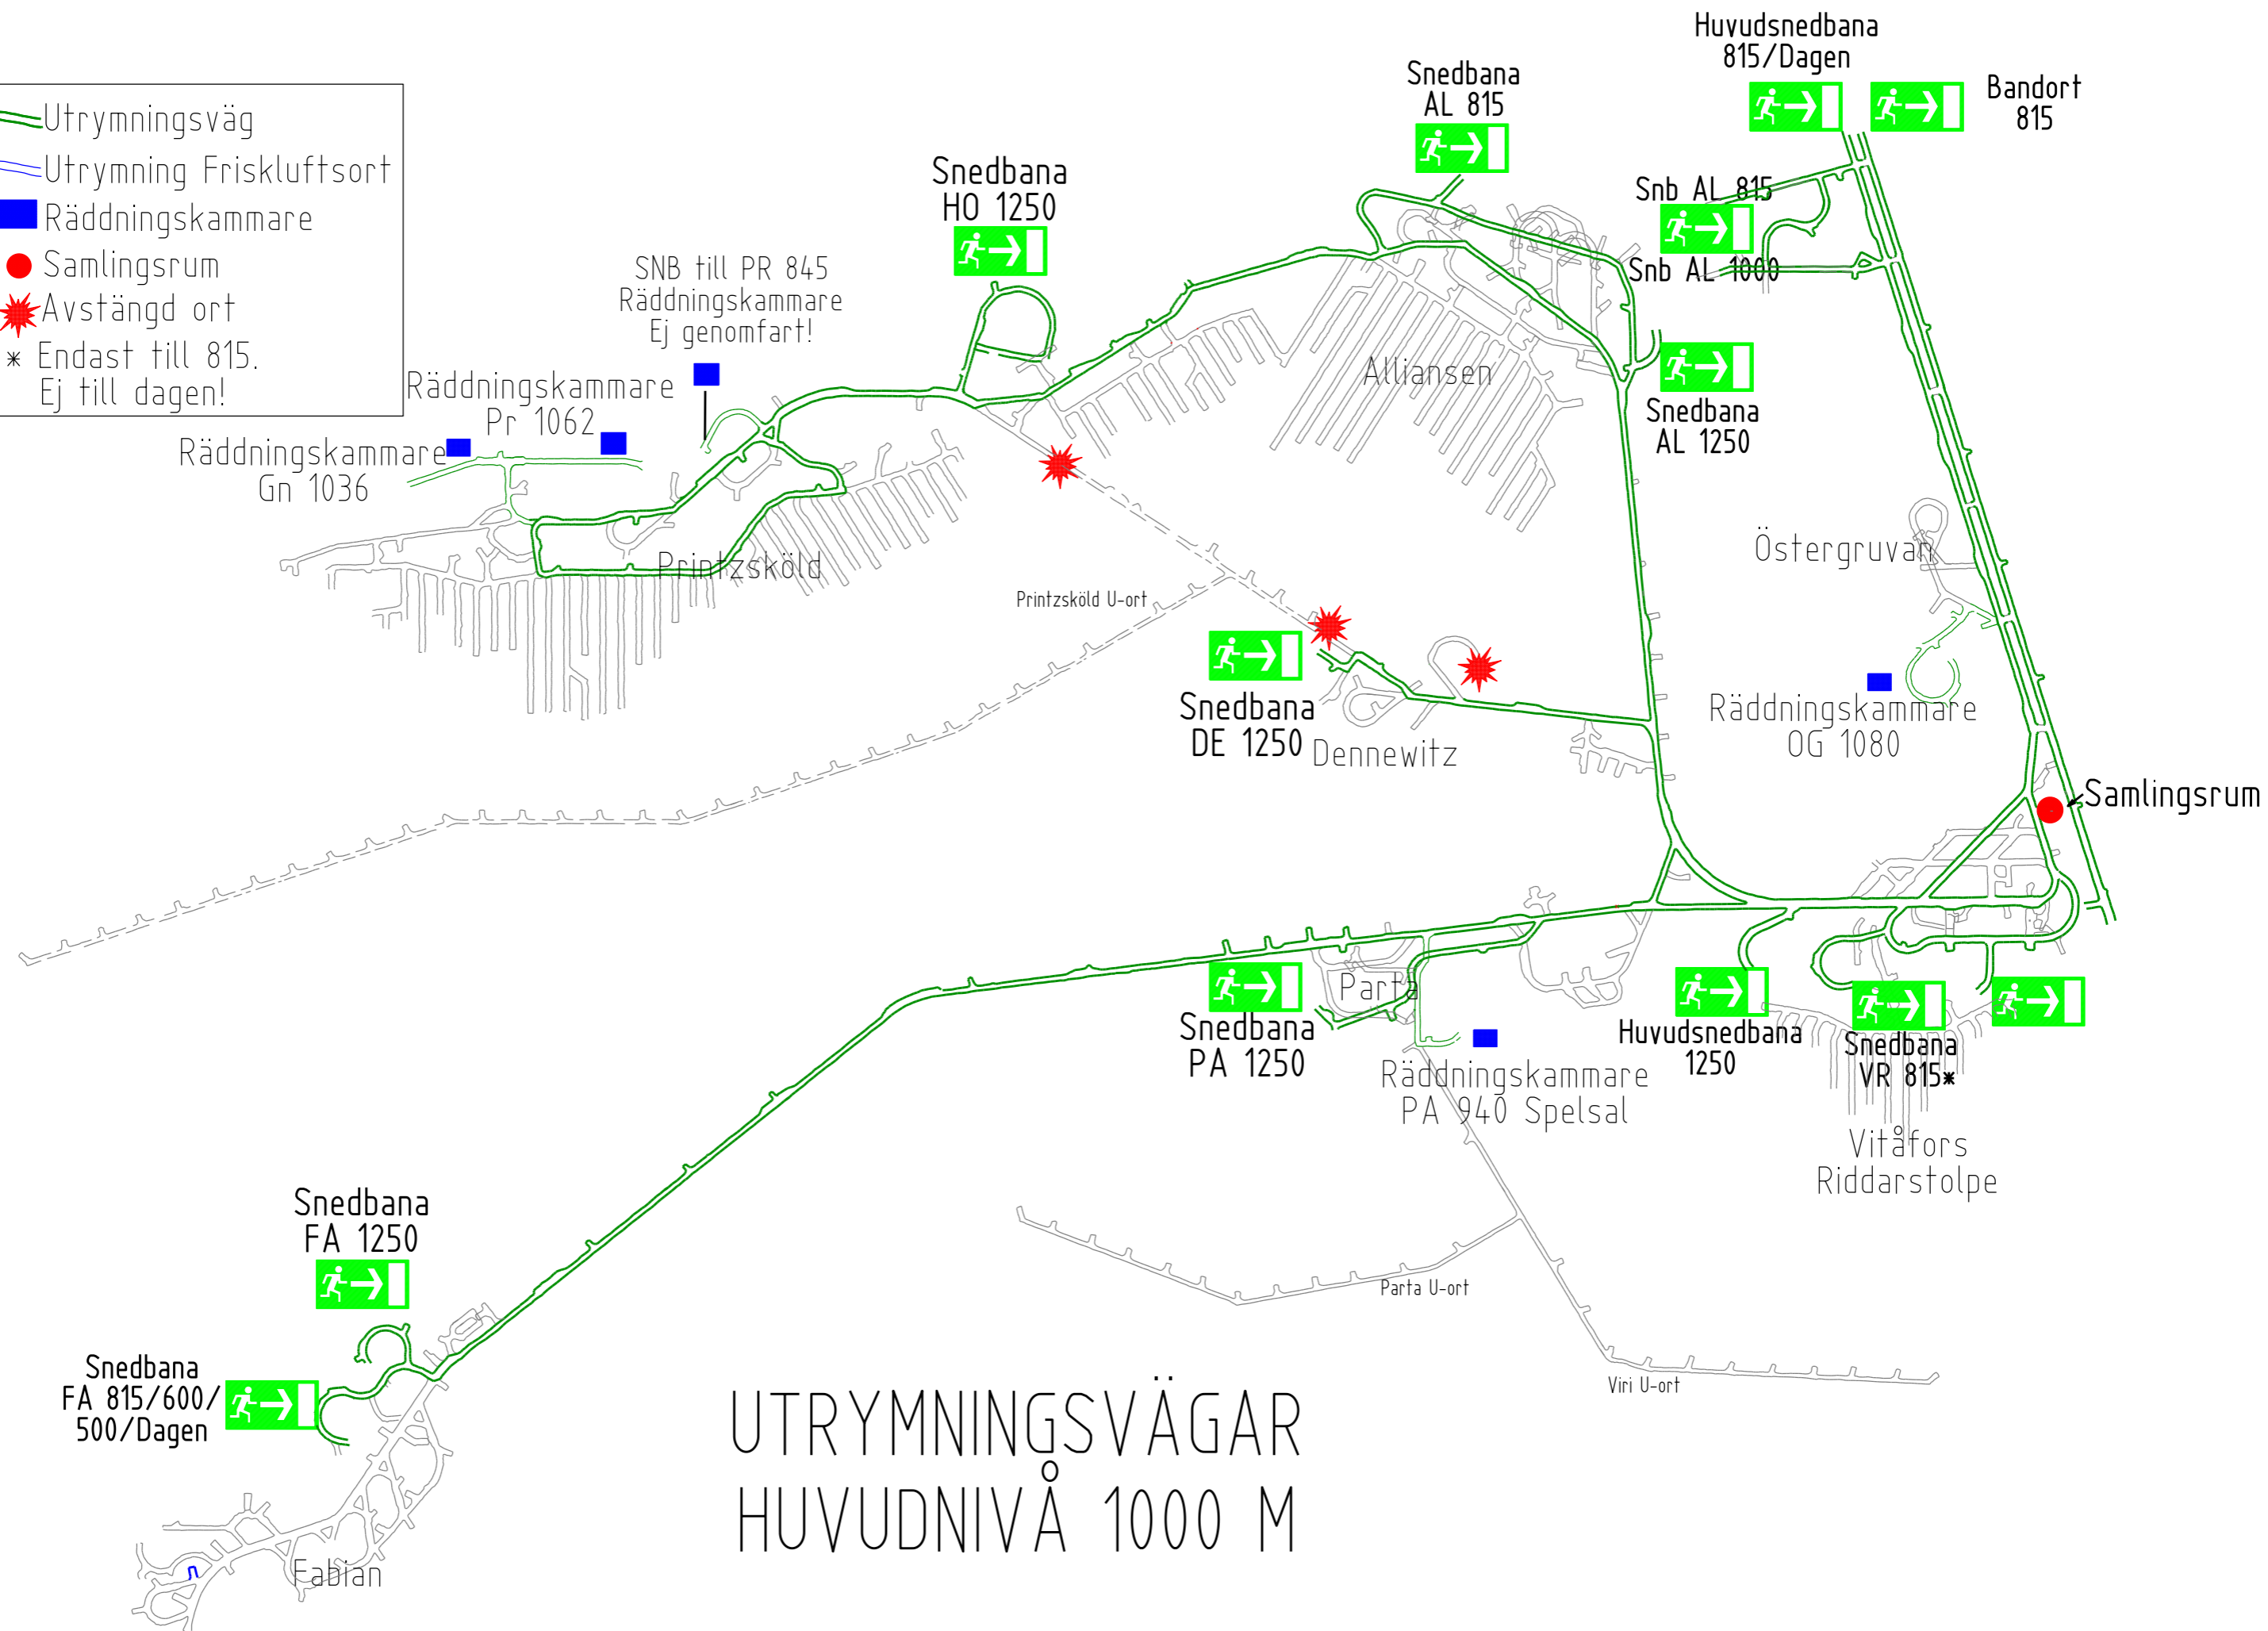 Utrymningsväg
Utrymning Friskluftsort
Räddningskammare
Samlingsrum
Avstängd ort
* Endast till 815.
Ej till dagen!
Huvudsnedbana
815/Dagen
Bandort
815
Snedbana
AL 815
Snedbana
HO 1250
Snb AL 815
Snb AL 1000
SNB till PR 845
Räddningskammare
Ej genomfart!
Räddningskammare
Pr 1062
Räddningskammare
Gn 1036
Alliansen
Snedbana
AL 1250
Östergruvan
Printzsköld
Printzsköld U-ort
Snedbana
DE 1250
Dennewitz
Räddningskammare
OG 1080
Samlingsrum
Parta
Snedbana
PA 1250
Räddningskammare
PA 940 Spelsal
Huvudsnedbana
1250
Snedbana
VR 815*
Vitåfors
Riddarstolpe
Snedbana
FA 1250
Parta U-ort
Viri U-ort
Snedbana
FA 815/600/
500/Dagen
Fabian
UTRYMNINGSVÄGAR
HUVUDNIVÅ 1000 M